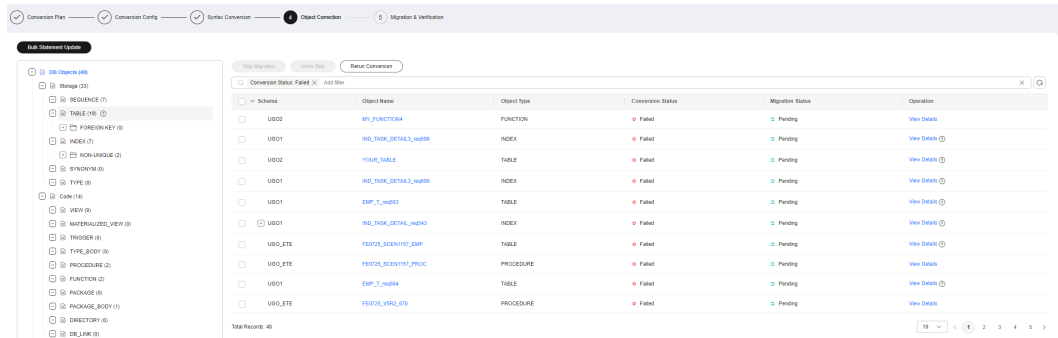 Conversion Plan
Conversion Config
Syntax Conversion
4 Object Correction
5 Migration & Verification
Bulk Statement Update
DB Objects (48)
Storage (33)
SEQUENCE (7)
TABLE (19)
FOREIGN KEY (0)
INDEX (7)
NON-UNIQUE (2)
SYNONYM (0)
TYPE (0)
Code (14)
VIEW (9)
MATERIALIZED_VIEW (0)
TRIGGER (0)
TYPE_BODY (0)
PROCEDURE (2)
FUNCTION (2)
PACKAGE (0)
PACKAGE_BODY (1)
DIRECTORY (0)
DB_LINK (0)
Skip Migration Undo Skip Rerun Conversion
Conversion Status: Failed × Add filter
Schema Object Name Object Type Conversion Status Migration Status Operation
UGO2 MY_FUNCTION4 FUNCTION Failed Pending View Details
UGO1 IND_TASK_DETAIL3_req599 INDEX Failed Pending View Details
UGO2 YOUR_TABLE TABLE Failed Pending View Details
UGO1 IND_TASK_DETAIL3_req600 INDEX Failed Pending View Details
UGO1 EMP_T_req593 TABLE Failed Pending View Details
UGO1 IND_TASK_DETAIL_req543 INDEX Failed Pending View Details
UGO_ETE FE0725_SCEN1157_EMP TABLE Failed Pending View Details
UGO_ETE FE0725_SCEN1157_PROC PROCEDURE Failed Pending View Details
UGO1 EMP_T_req594 TABLE Failed Pending View Details
UGO_ETE FE0725_V5R2_670 PROCEDURE Failed Pending View Details
Total Records: 48
10 1 2 3 4 5